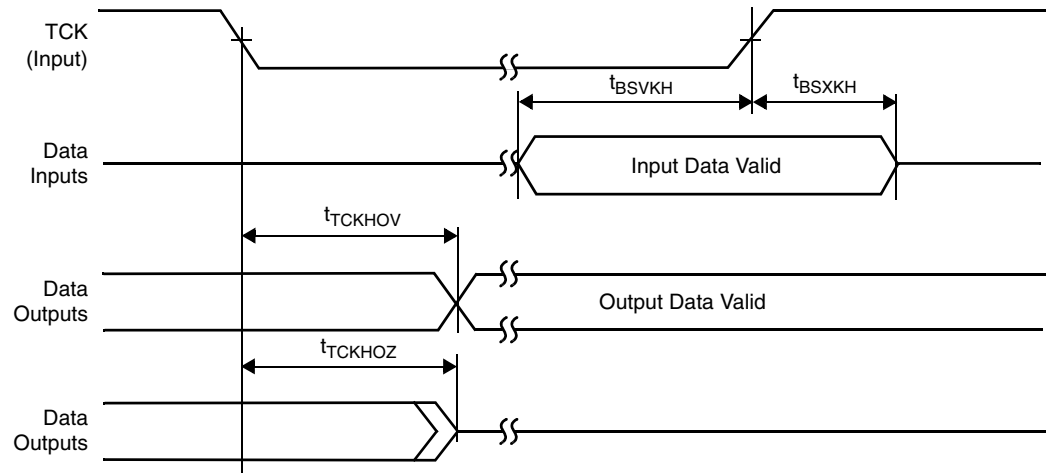 TCK
(Input)
tBSVKH
tBSXKH
Data
Inputs
Input Data Valid
tTCKHOV
Data
Outputs
Output Data Valid
tTCKHOZ
Data
Outputs